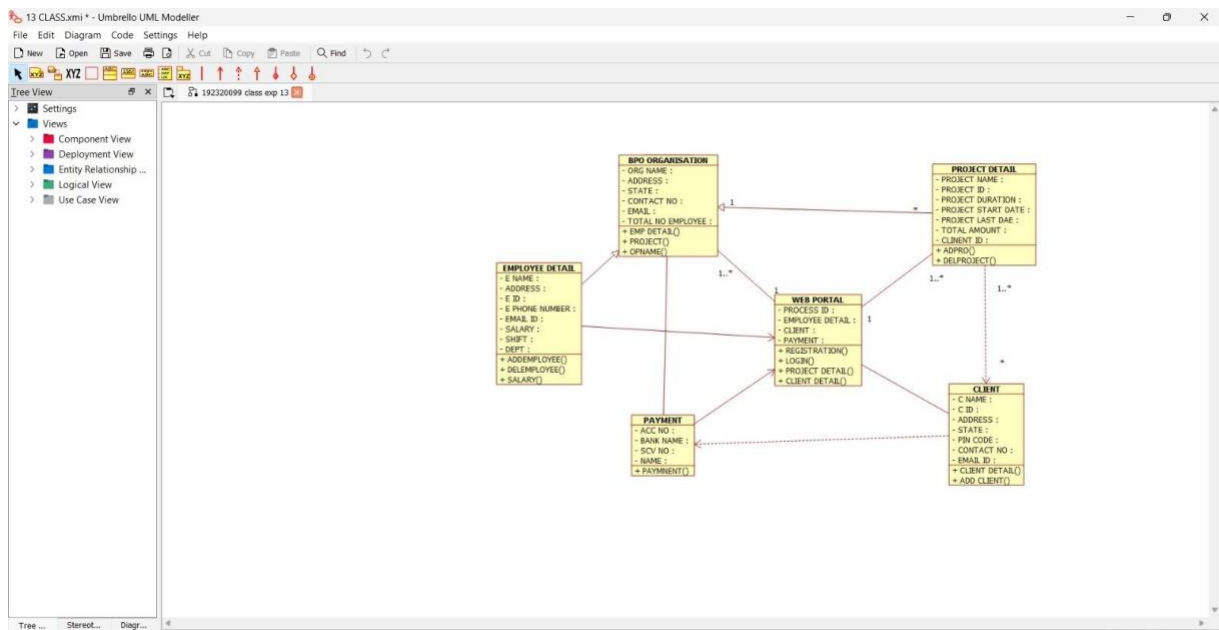 13 CLASS.xmi * - Umbrello UML Modeller
File Edit Diagram Code Settings Help
New Open Save Cut Copy Paste Find
XYZ XYZ
Tree View
192320099 class exp 13
Settings
Views
Component View
Deployment View
Entity Relationship ...
Logical View
Use Case View
BPO ORGANISATION
- ORG NAME :
- ADDRESS :
- STATE :
- CONTACT NO :
- EMAIL :
- TOTAL NO EMPLOYEE :
+ EMP DETAIL()
+ PROJECT()
+ OPNAME()
1
*
PROJECT DETAIL
- PROJECT NAME :
- PROJECT ID :
- PROJECT DURATION :
- PROJECT START DATE :
- PROJECT LAST DAE :
- TOTAL AMOUNT :
- CLINENT ID :
+ ADPRO()
+ DELPROJECT()
EMPLOYEE DETAIL
- E NAME :
- ADDRESS :
- E ID :
- E PHONE NUMBER :
- EMAIL ID :
- SALARY :
- SHIFT :
- DEPT :
+ ADDEMPLOYEE()
+ DELEMPLOYEE()
+ SALARY()
1..*
1
1..*
1
1..*
*
WEB PORTAL
- PROCESS ID :
- EMPLOYEE DETAIL :
- CLIENT :
- PAYMENT :
+ REGISTRATION()
+ LOGIN()
+ PROJECT DETAIL()
+ CLIENT DETAIL()
PAYMENT
- ACC NO :
- BANK NAME :
- SCV NO :
- NAME :
+ PAYMNENT()
CLIENT
- C NAME :
- C ID :
- ADDRESS :
- STATE :
- PIN CODE :
- CONTACT NO :
- EMAIL ID :
+ CLIENT DETAIL()
+ ADD CLIENT()
Tree ... Stereot... Diagr...